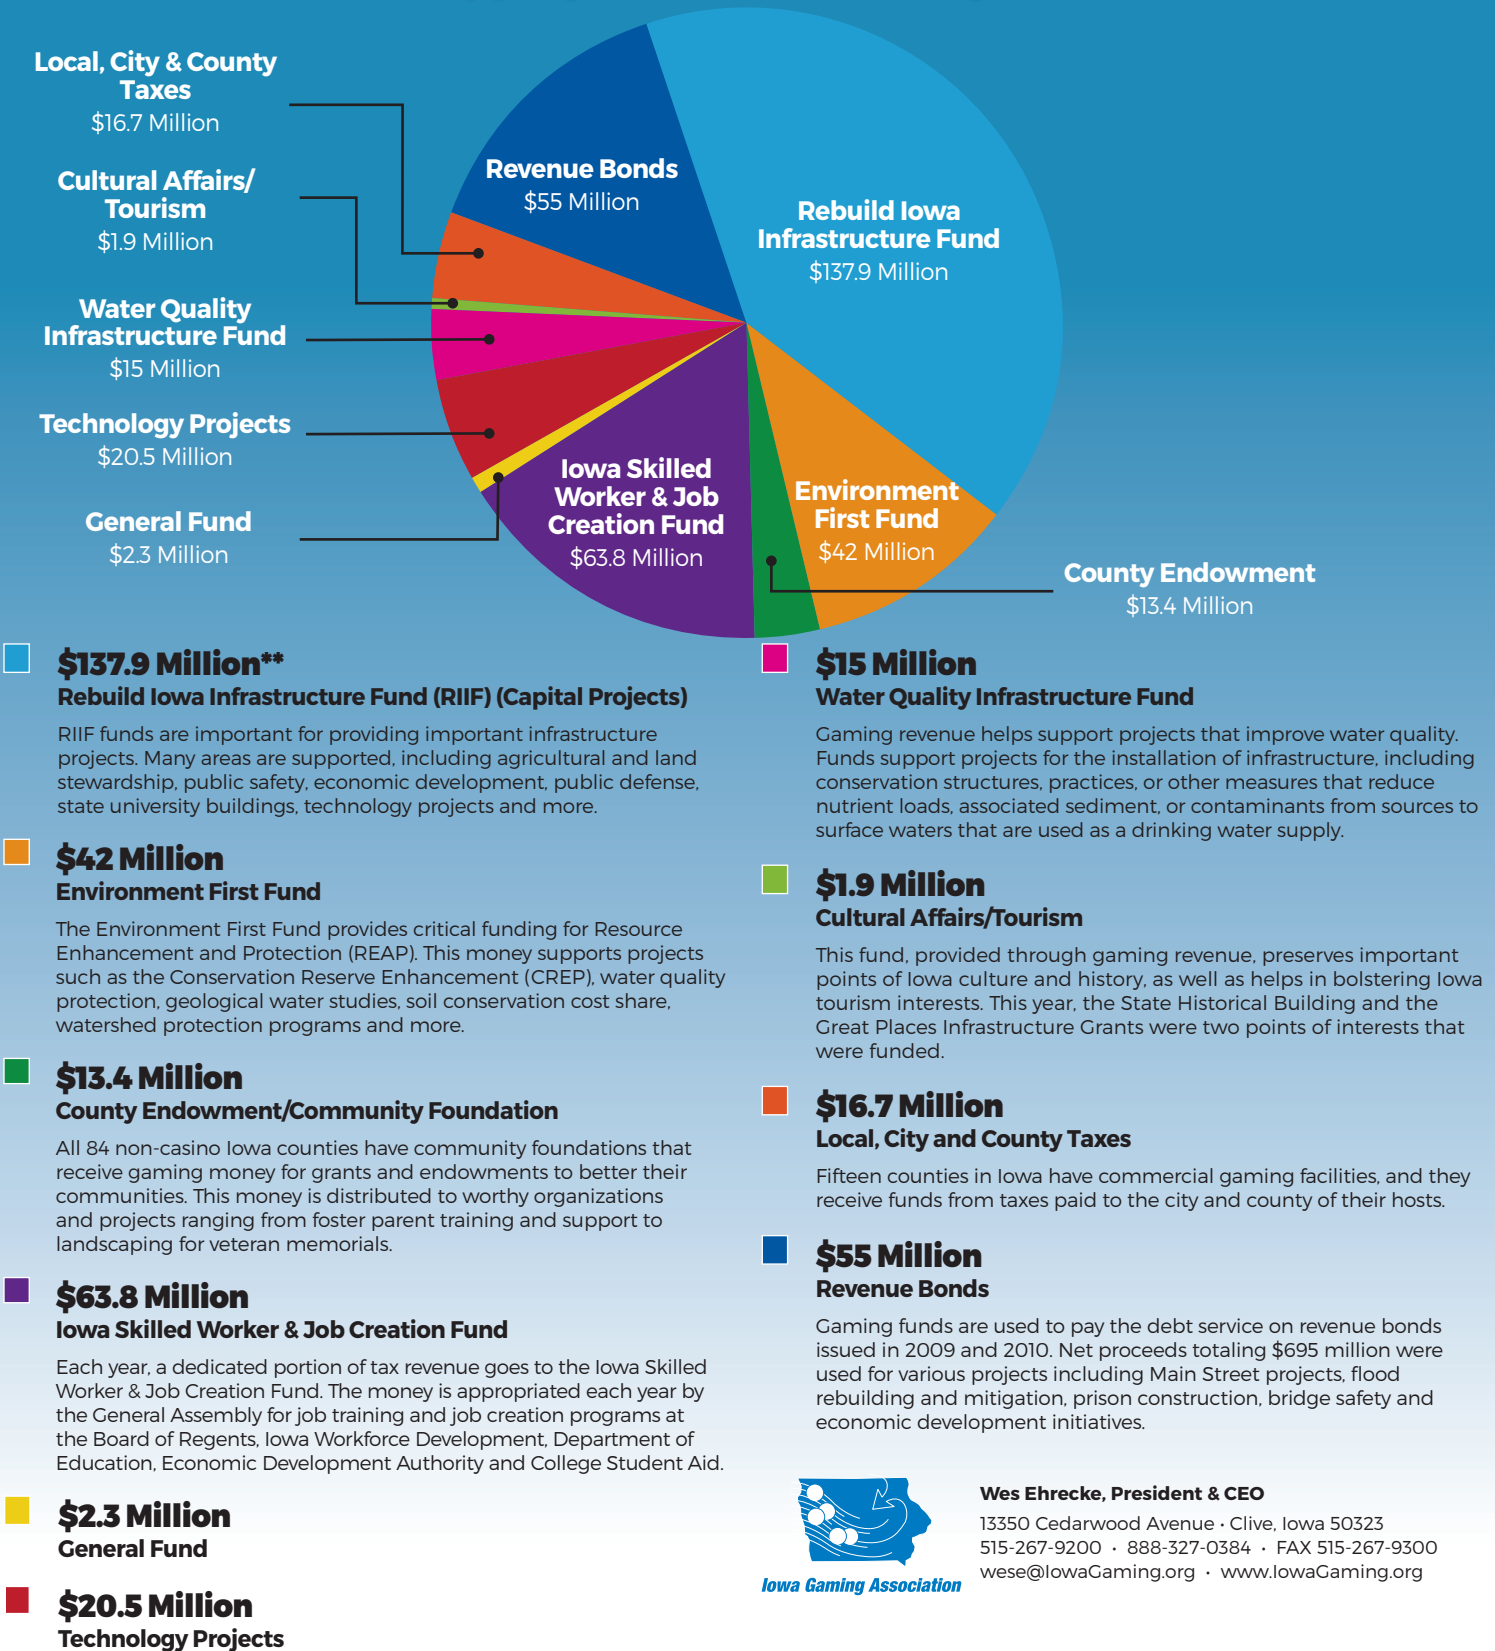 Local, City & County
Taxes
$16.7 Million
Cultural Affairs/
Tourism
$1.9 Million
Water Quality
Infrastructure Fund
$15 Million
Technology Projects
$20.5 Million
General Fund
$2.3 Million
Revenue Bonds
$55 Million
Rebuild Iowa
Infrastructure Fund
$137.9 Million
Iowa Skilled
Worker & Job
Creation Fund
$63.8 Million
Environment
First Fund
$42 Million
County Endowment
$13.4 Million
$137.9 Million**
Rebuild Iowa Infrastructure Fund (RIIF) (Capital Projects)
RIIF funds are important for providing important infrastructure
projects. Many areas are supported, including agricultural and land
stewardship, public safety, economic development, public defense,
state university buildings, technology projects and more.
$42 Million
Environment First Fund
The Environment First Fund provides critical funding for Resource
Enhancement and Protection (REAP). This money supports projects
such as the Conservation Reserve Enhancement (CREP), water quality
protection, geological water studies, soil conservation cost share,
watershed protection programs and more.
$13.4 Million
County Endowment/Community Foundation
All 84 non-casino Iowa counties have community foundations that
receive gaming money for grants and endowments to better their
communities. This money is distributed to worthy organizations
and projects ranging from foster parent training and support to
landscaping for veteran memorials.
$63.8 Million
Iowa Skilled Worker & Job Creation Fund
Each year, a dedicated portion of tax revenue goes to the Iowa Skilled
Worker & Job Creation Fund. The money is appropriated each year by
the General Assembly for job training and job creation programs at
the Board of Regents, Iowa Workforce Development, Department of
Education, Economic Development Authority and College Student Aid.
$2.3 Million
General Fund
$20.5 Million
Technology Projects
$15 Million
Water Quality Infrastructure Fund
Gaming revenue helps support projects that improve water quality.
Funds support projects for the installation of infrastructure, including
conservation structures, practices, or other measures that reduce
nutrient loads, associated sediment, or contaminants from sources to
surface waters that are used as a drinking water supply.
$1.9 Million
Cultural Affairs/Tourism
This fund, provided through gaming revenue, preserves important
points of Iowa culture and history, as well as helps in bolstering Iowa
tourism interests. This year, the State Historical Building and the
Great Places Infrastructure Grants were two points of interests that
were funded.
$16.7 Million
Local, City and County Taxes
Fifteen counties in Iowa have commercial gaming facilities, and they
receive funds from taxes paid to the city and county of their hosts.
$55 Million
Revenue Bonds
Gaming funds are used to pay the debt service on revenue bonds
issued in 2009 and 2010. Net proceeds totaling $695 million were
used for various projects including Main Street projects, flood
rebuilding and mitigation, prison construction, bridge safety and
economic development initiatives.
Iowa Gaming Association
Wes Ehrecke, President & CEO
13350 Cedarwood Avenue • Clive, Iowa 50323
515-267-9200 • 888-327-0384 • FAX 515-267-9300
wese@IowaGaming.org • www.IowaGaming.org